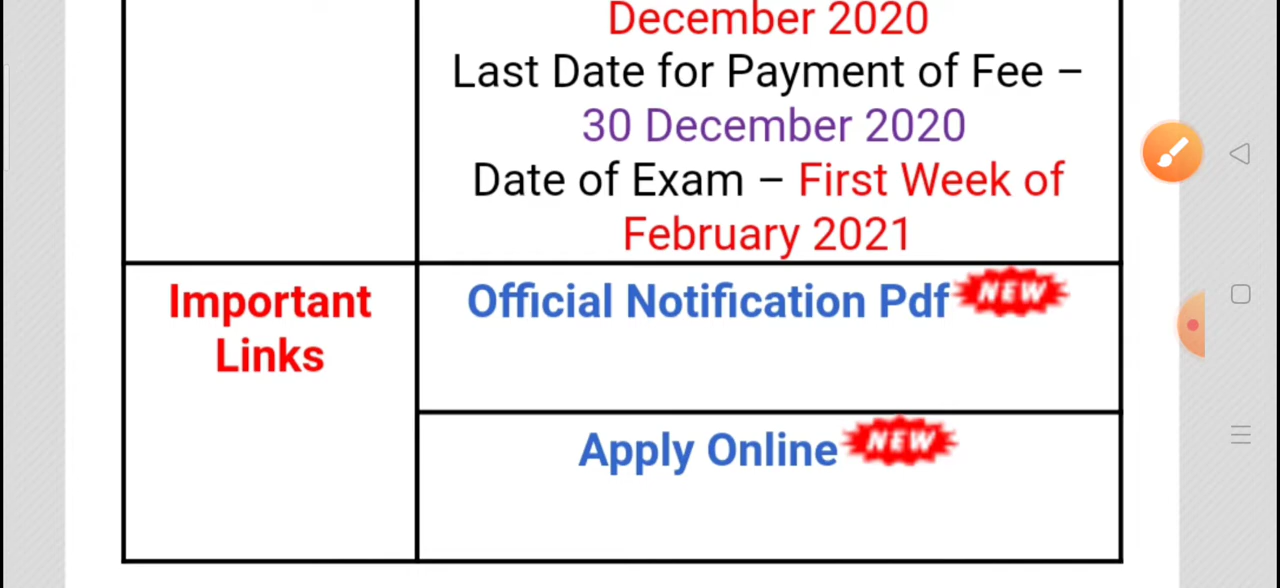 December 2020
Last Date for Payment of Fee –
30 December 2020
Date of Exam – First Week of
February 2021
Important
Links
Official Notification Pdf NEW
Apply Online NEW